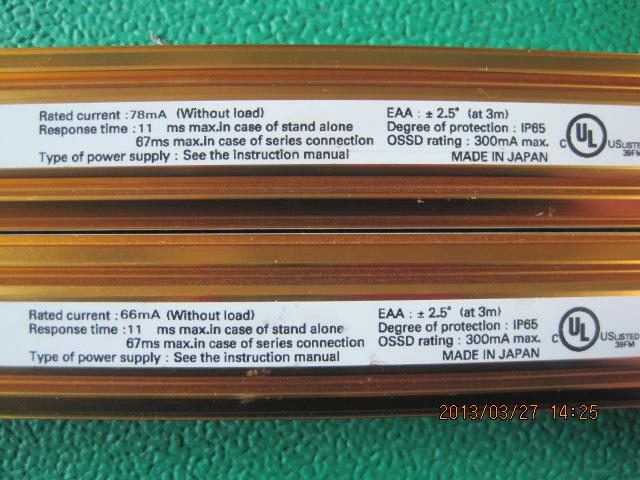 Rated current :78mA (Without load)
Response time :11 ms max.in case of stand alone
67ms max.in case of series connection
Type of power supply : See the instruction manual
EAA : ± 2.5° (at 3m)
Degree of protection : IP65
OSSD rating : 300mA max.
MADE IN JAPAN
C UL US LISTED
39FM
Rated current :66mA (Without load)
Response time :11 ms max.in case of stand alone
67ms max.in case of series connection
Type of power supply : See the instruction manual
EAA : ± 2.5° (at 3m)
Degree of protection : IP65
OSSD rating : 300mA max.
MADE IN JAPAN
C UL US LISTED
39FM
2013/03/27 14:25